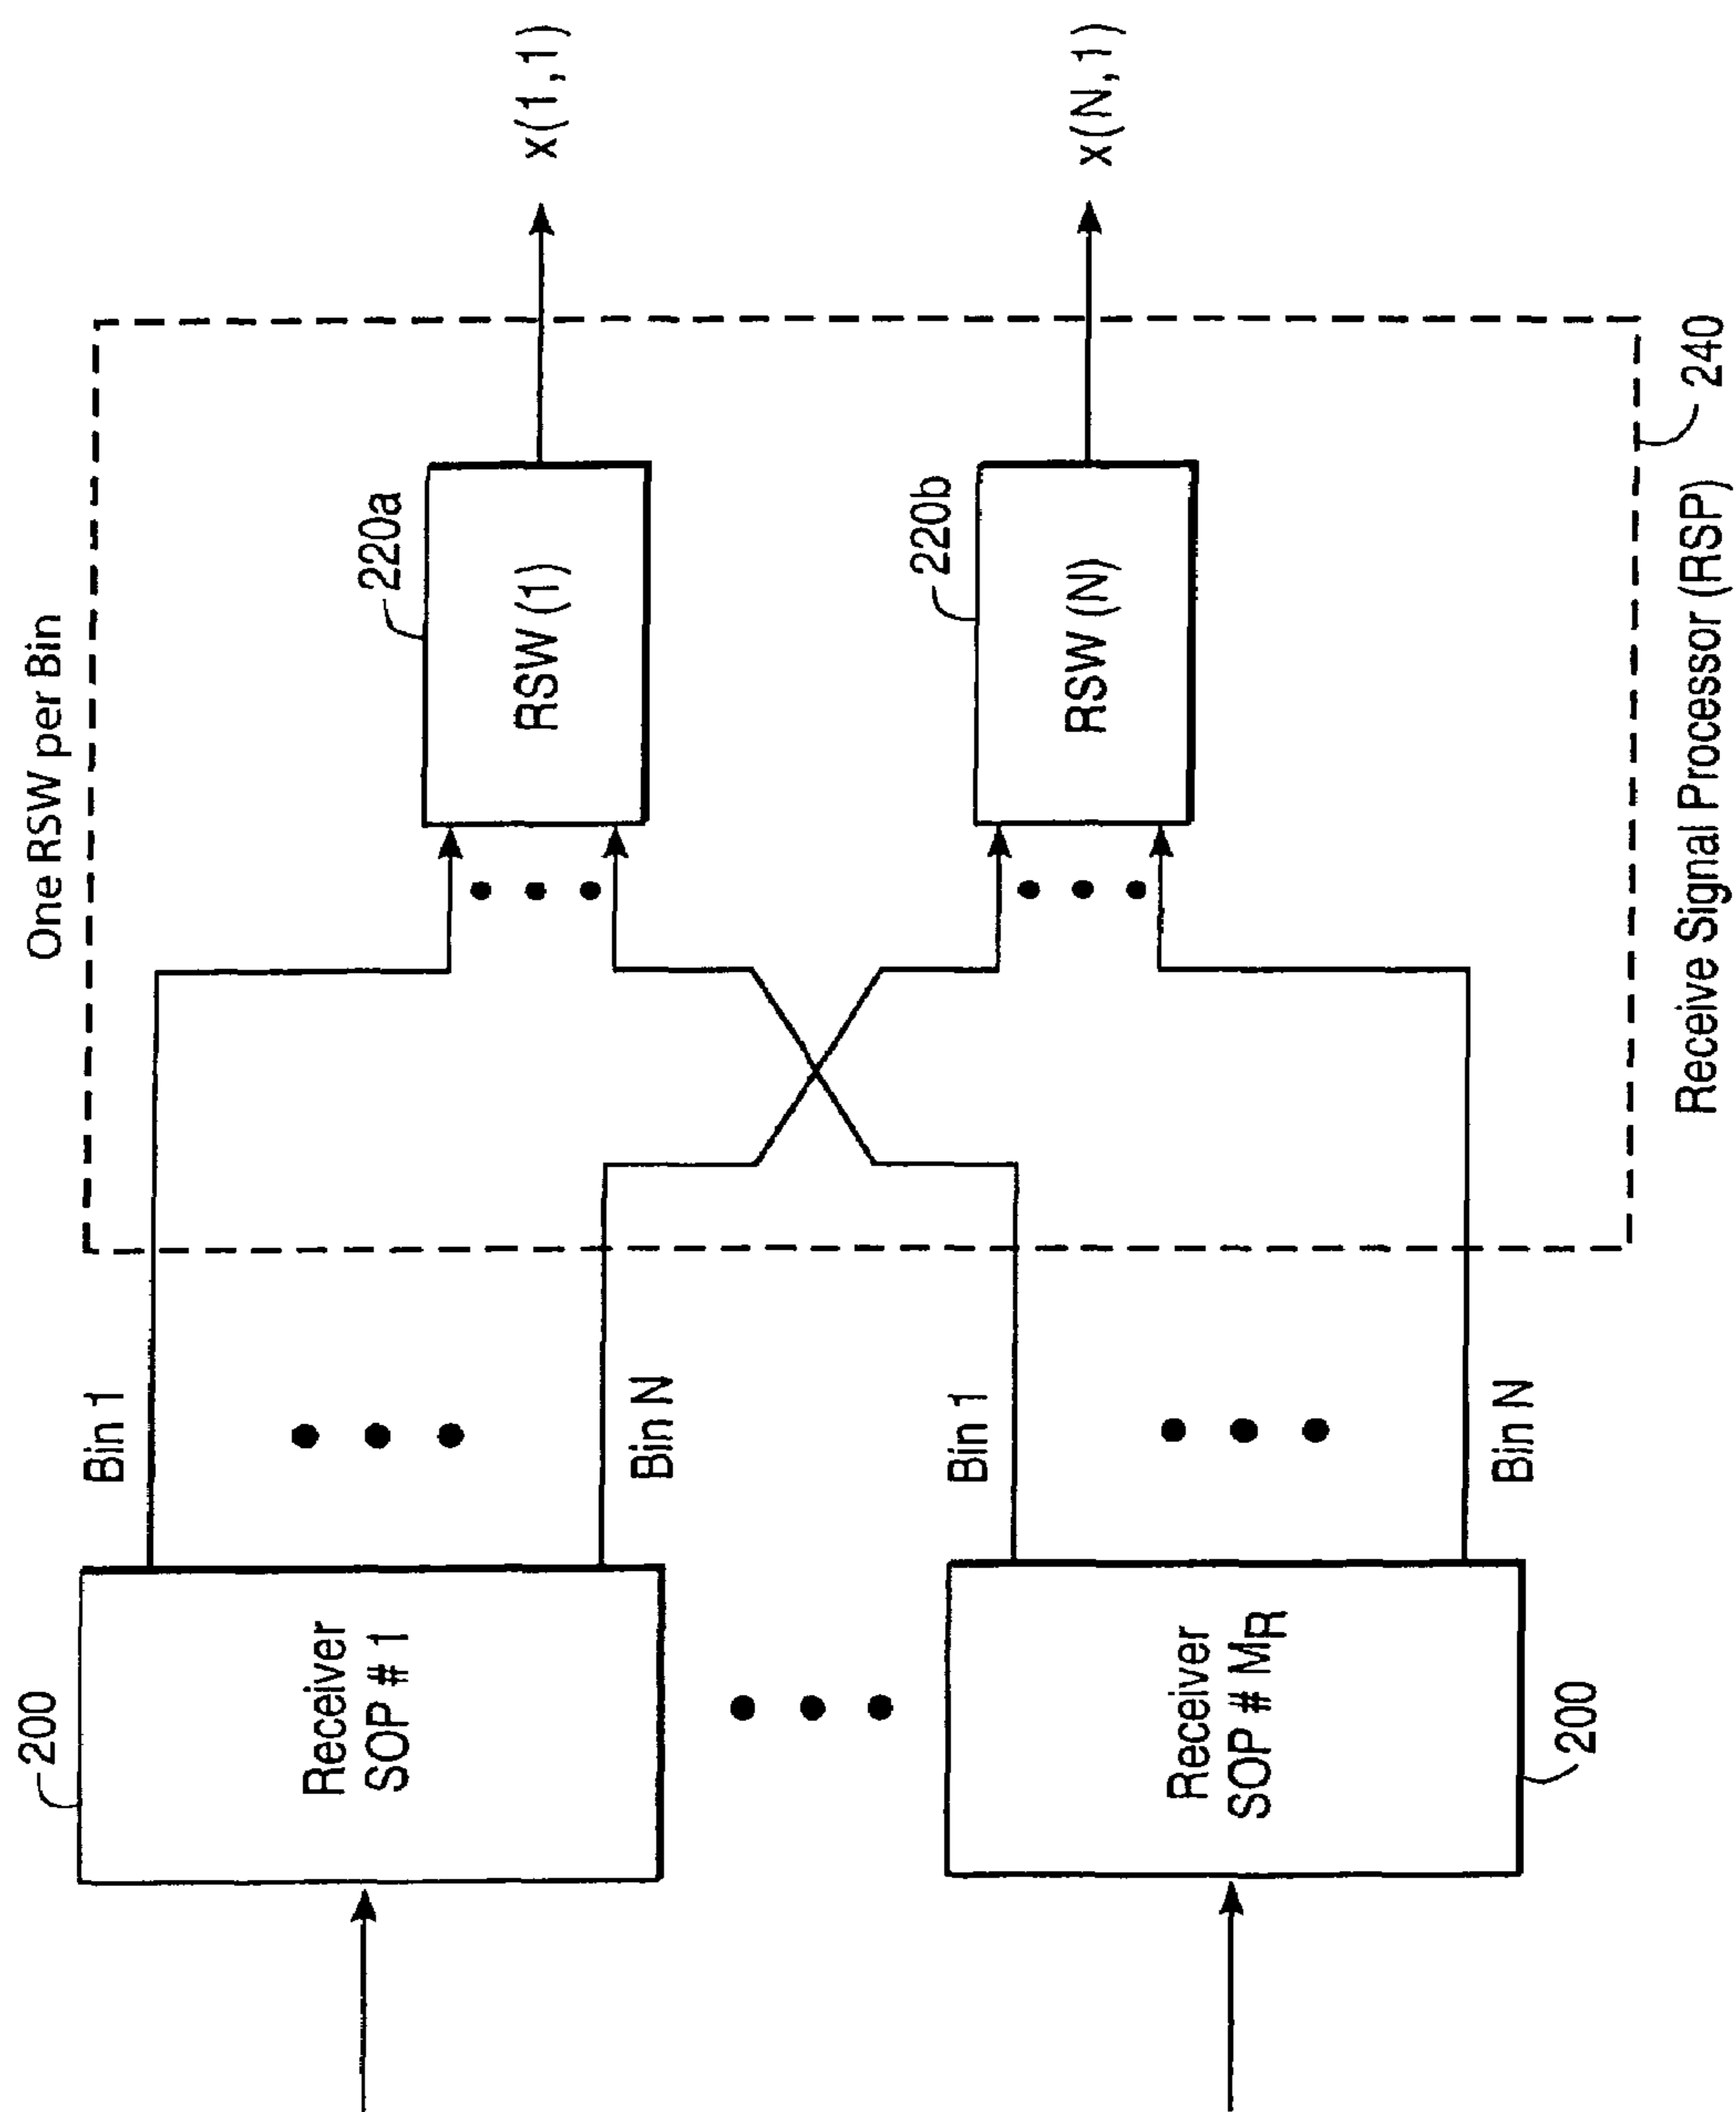 One RSW per Bin
200
Receiver
SOP # 1
Bin 1
Bin N
220a
RSW (1)
x(1,1)
Receiver
SOP # MR
200
Bin 1
Bin N
220b
RSW (N)
x(N,1)
240
Receive Signal Processor (RSP)